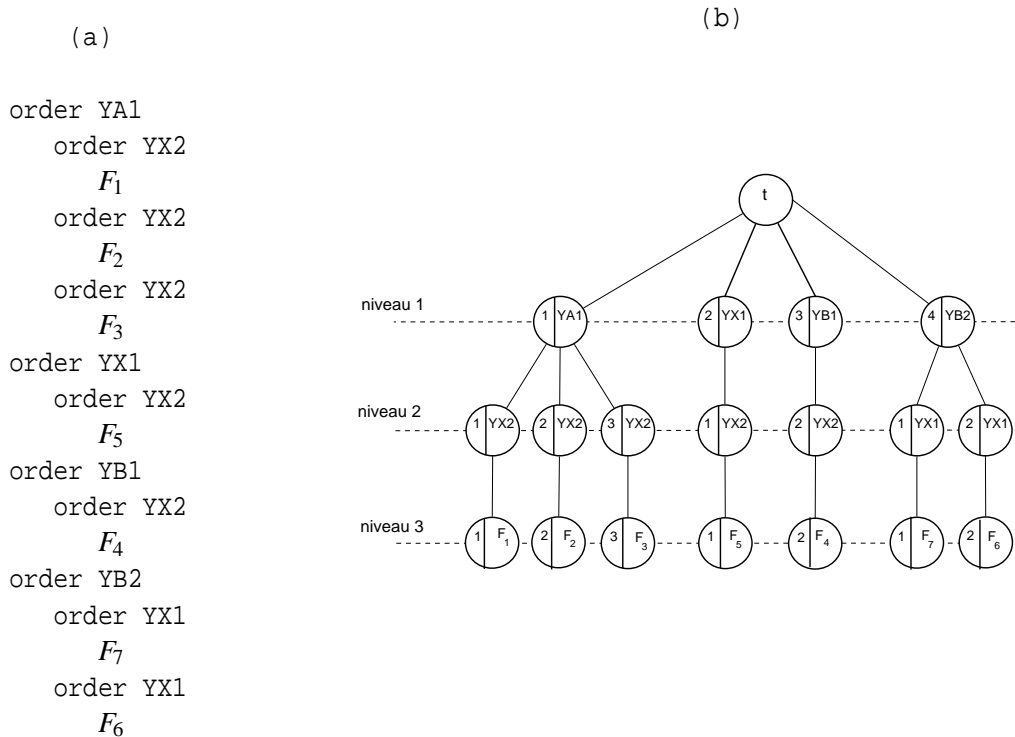 (a)
order YA1
order YX2
F1
order YX2
F2
order YX2
F3
order YX1
order YX2
F5
order YB1
order YX2
F4
order YB2
order YX1
F7
order YX1
F6
(b)
t
niveau 1
1 YA1
2 YX1
3 YB1
4 YB2
niveau 2
1 YX2
2 YX2
3 YX2
1 YX2
2 YX2
1 YX1
2 YX1
niveau 3
1 F1
2 F2
3 F3
1 F5
2 F4
1 F7
2 F6